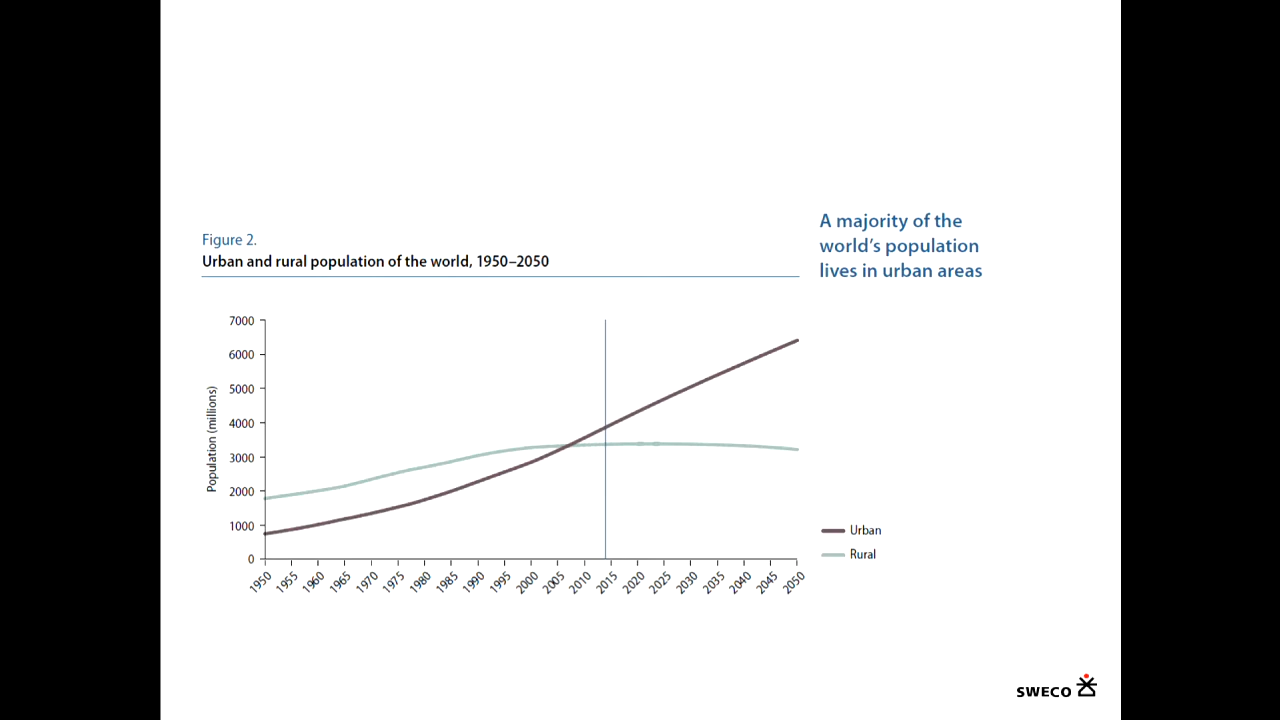 A majority of the
world’s population
lives in urban areas
Figure 2.
Urban and rural population of the world, 1950–2050
Population (millions)
7000
6000
5000
4000
3000
2000
1000
0
1950 1955 1960 1965 1970 1975 1980 1985 1990 1995 2000 2005 2010 2015 2020 2025 2030 2035 2040 2045 2050
Urban
Rural
SWECO